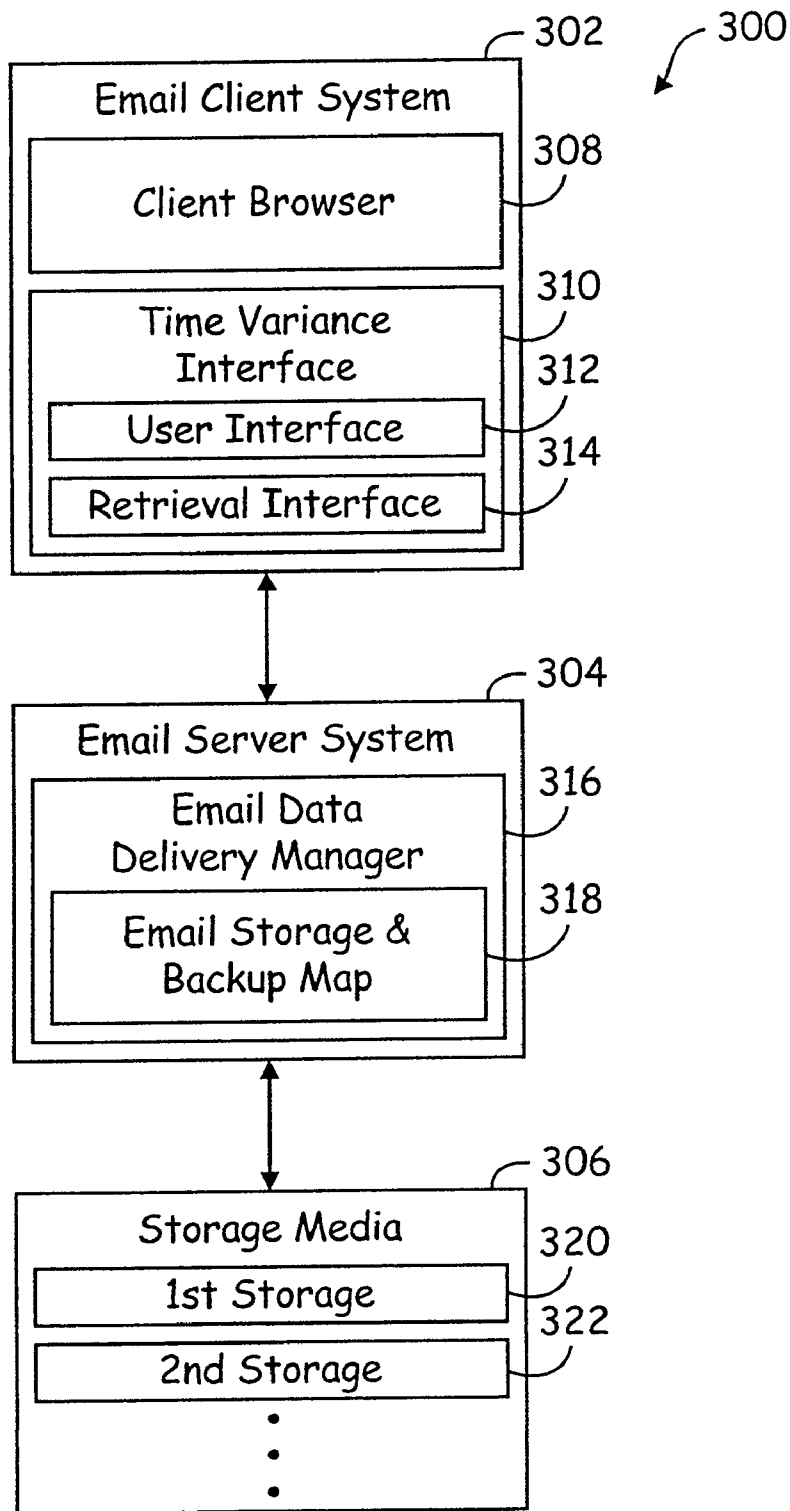 300
302
Email Client System
308
Client Browser
310
Time Variance
Interface
312
User Interface
314
Retrieval Interface
304
Email Server System
316
Email Data
Delivery Manager
318
Email Storage &
Backup Map
306
Storage Media
320
1st Storage
322
2nd Storage